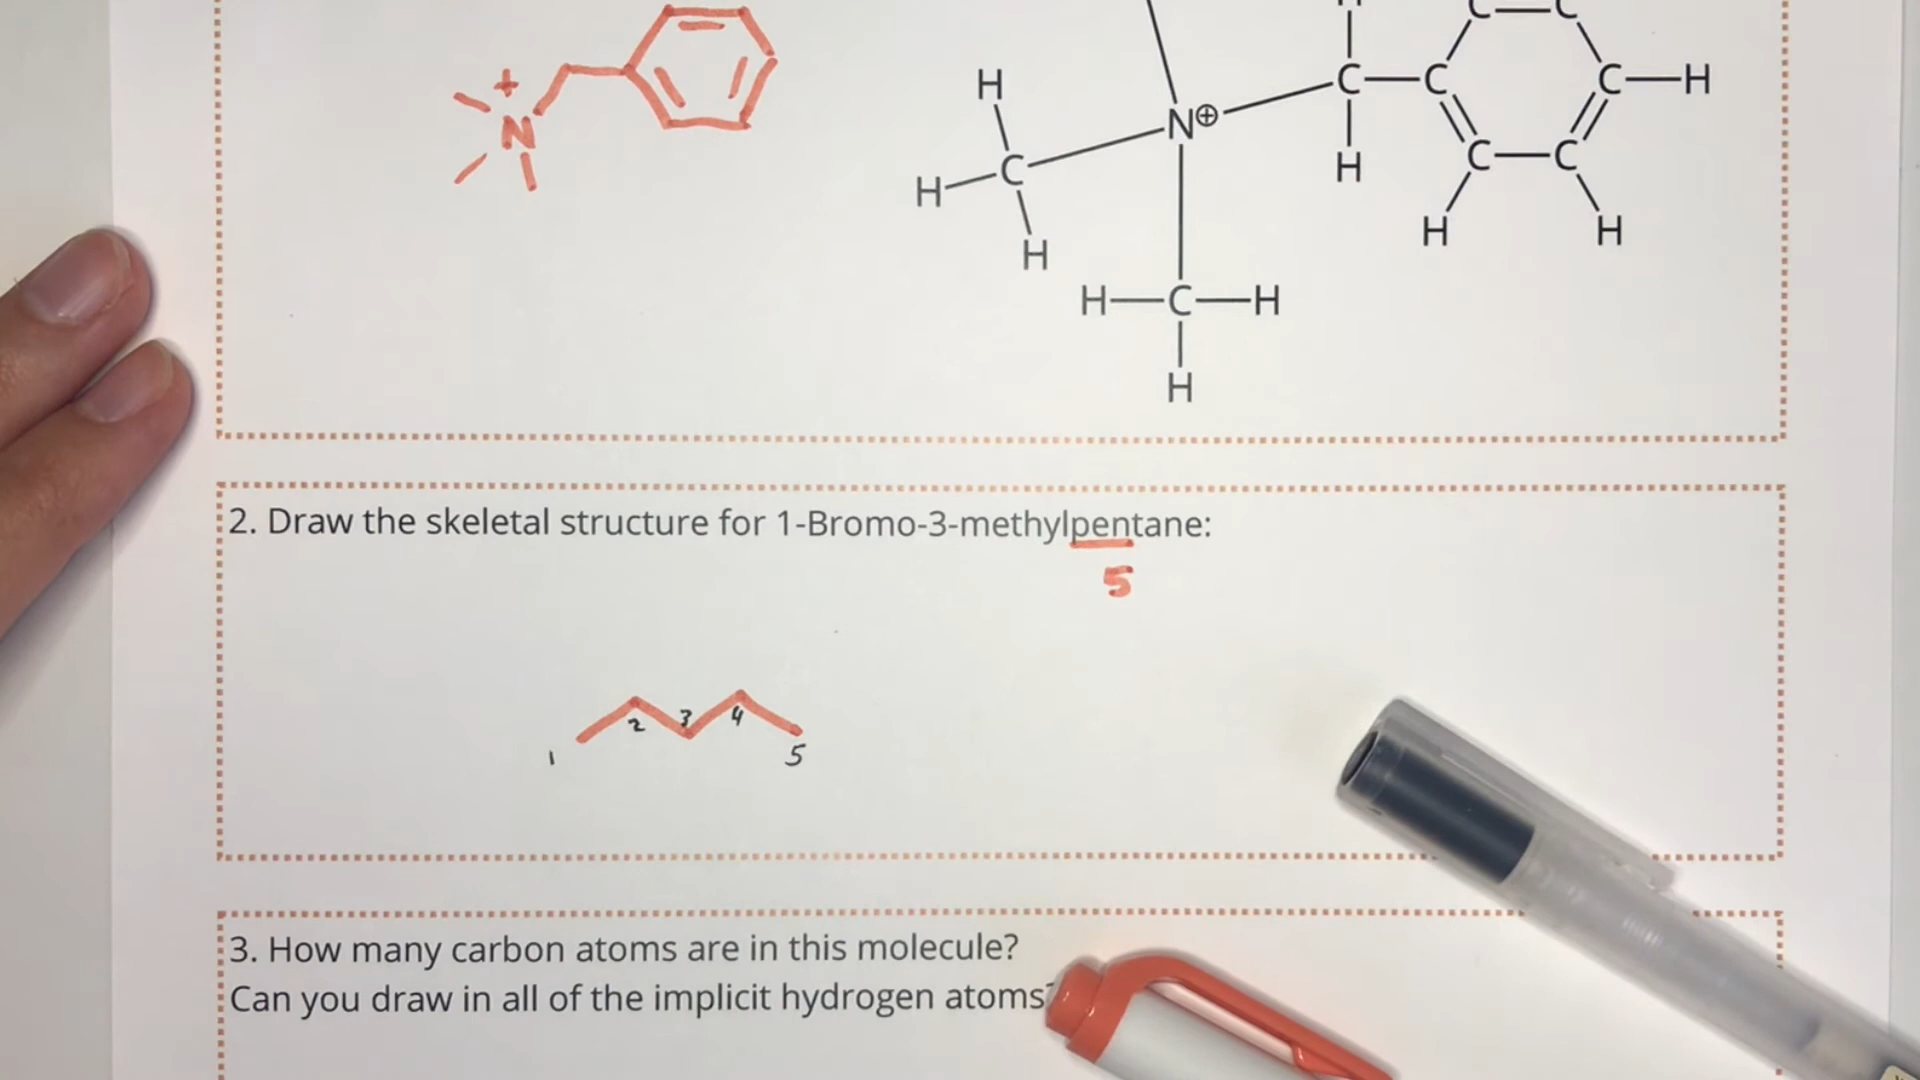 +
N
H
H
C
H
N⊕
C
C
C
H
H
C
C
H
H
H
C
H
H
2. Draw the skeletal structure for 1-Bromo-3-methylpentane:
5
1 2 3 4 5
3. How many carbon atoms are in this molecule?
Can you draw in all of the implicit hydrogen atoms